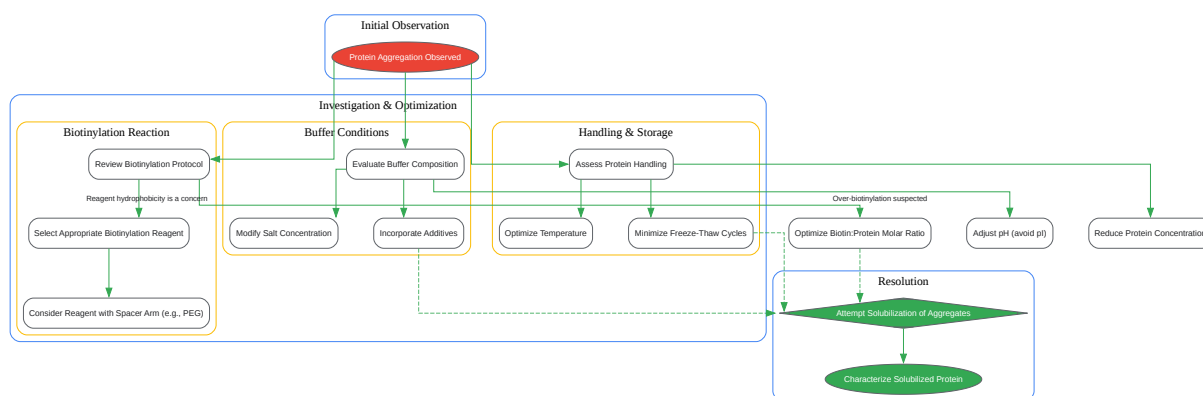 Initial Observation
Protein Aggregation Observed
Investigation & Optimization
Biotinylation Reaction
Buffer Conditions
Handling & Storage
Review Biotinylation Protocol
Evaluate Buffer Composition
Assess Protein Handling
Reagent hydrophobicity is a concern
Over-biotinylation suspected
Select Appropriate Biotinylation Reagent
Modify Salt Concentration
Incorporate Additives
Optimize Temperature
Minimize Freeze-Thaw Cycles
Optimize Biotin:Protein Molar Ratio
Adjust pH (avoid pI)
Reduce Protein Concentration
Resolution
Consider Reagent with Spacer Arm (e.g., PEG)
Attempt Solubilization of Aggregates
Characterize Solubilized Protein